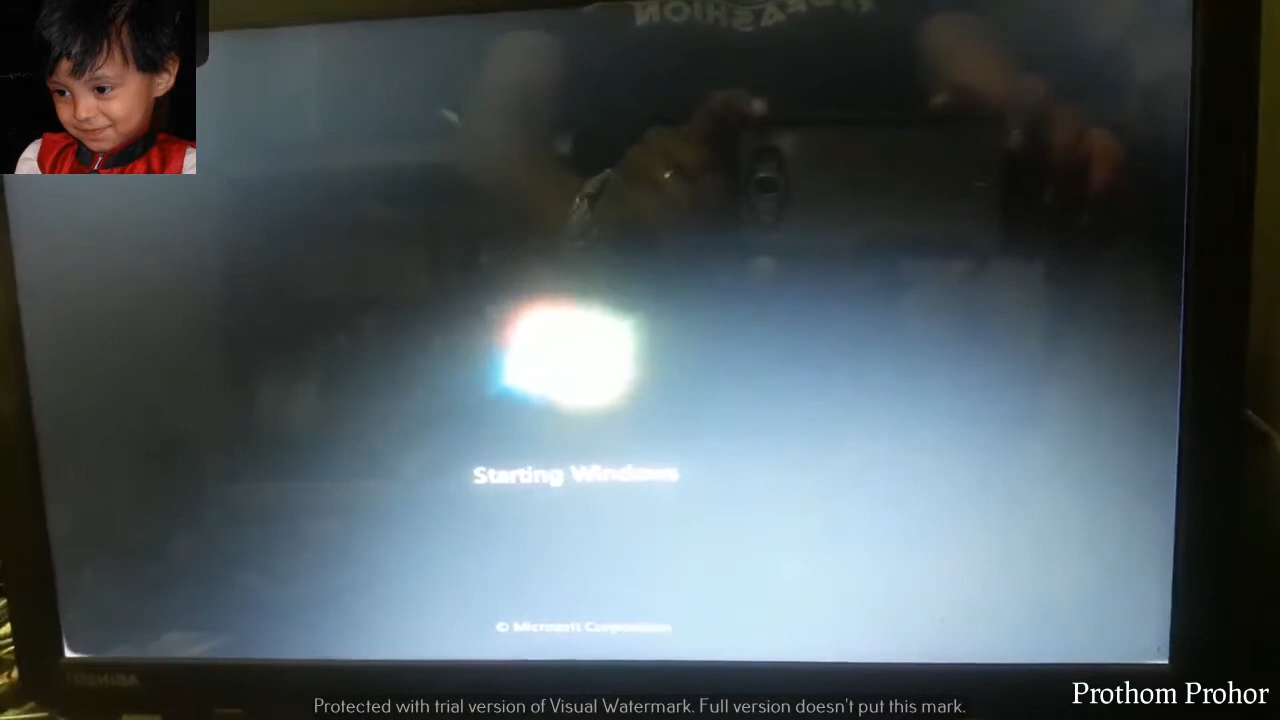 Starting Windows
© Microsoft Corporation
TOSHIBA
Prothom Prohor
Protected with trial version of Visual Watermark. Full version doesn't put this mark.